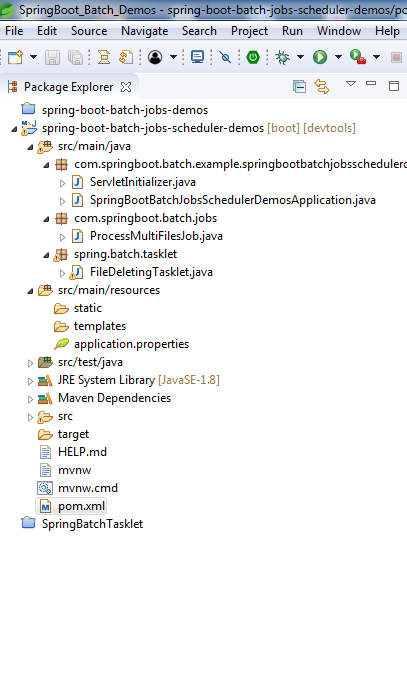 SpringBoot_Batch_Demos - spring-boot-batch-jobs-scheduler-demos/po
File Edit Source Navigate Search Project Run Window Help
Package Explorer
spring-boot-batch-jobs-demos
spring-boot-batch-jobs-scheduler-demos [boot] [devtools]
src/main/java
com.springboot.batch.example.springbootbatchjobsschedulerd
ServletInitializer.java
SpringBootBatchJobsSchedulerDemosApplication.java
com.springboot.batch.jobs
ProcessMultiFilesJob.java
spring.batch.tasklet
FileDeletingTasklet.java
src/main/resources
static
templates
application.properties
src/test/java
JRE System Library [JavaSE-1.8]
Maven Dependencies
src
target
HELP.md
mvnw
mvnw.cmd
pom.xml
SpringBatchTasklet